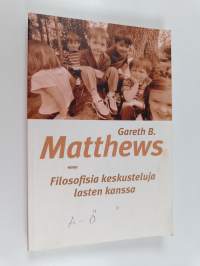 Gareth B.
Matthews
Filosofisia keskusteluja
lasten kanssa
A-Ö "